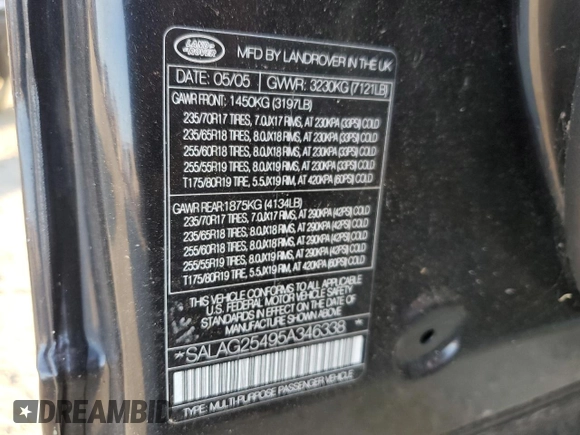 LAND ROVER
MFD BY LANDROVER IN THE UK
DATE: 05/05 GVWR: 3230KG (7121LB)
GAWR FRONT: 1450KG (3197LB)
235/70R17 TIRES, 7.0JX17 RIMS, AT 230KPA (33PSI) COLD
235/65R18 TIRES, 8.0JX18 RIMS, AT 230KPA (33PSI) COLD
255/60R18 TIRES, 8.0JX18 RIMS, AT 230KPA (33PSI) COLD
255/55R19 TIRES, 8.0JX19 RIMS, AT 230KPA (33PSI) COLD
T175/80R19 TIRE, 5.5JX19 RIM, AT 420KPA (60PSI) COLD
GAWR REAR:1875KG (4134LB)
235/70R17 TIRES, 7.0JX17 RIMS, AT 290KPA (42PSI) COLD
235/65R18 TIRES, 8.0JX18 RIMS, AT 290KPA (42PSI) COLD
255/60R18 TIRES, 8.0JX18 RIMS, AT 290KPA (42PSI) COLD
255/55R19 TIRES, 8.0JX19 RIMS, AT 290KPA (42PSI) COLD
T175/80R19 TIRE, 5.5JX19 RIM, AT 420KPA (60PSI) COLD
THIS VEHICLE CONFORMS TO ALL APPLICABLE
U.S. FEDERAL MOTOR VEHICLE SAFETY
STANDARDS IN EFFECT ON THE DATE OF
MANUFACTURE SHOWN ABOVE.
*SALAG25495A346338*
TYPE: MULTI-PURPOSE PASSENGER VEHICLE
DREAMBID